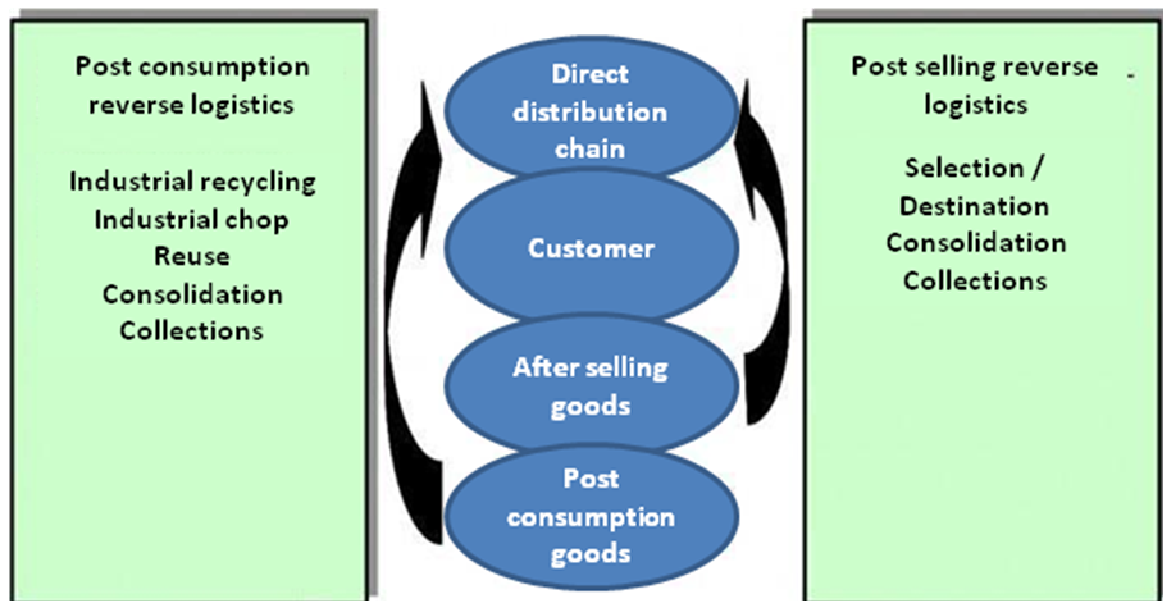 Post consumption
reverse logistics
Industrial recycling
Industrial chop
Reuse
Consolidation
Collections
Direct
distribution
chain
Customer
After selling
goods
Post
consumption
goods
Post selling reverse -
logistics
Selection /
Destination
Consolidation
Collections